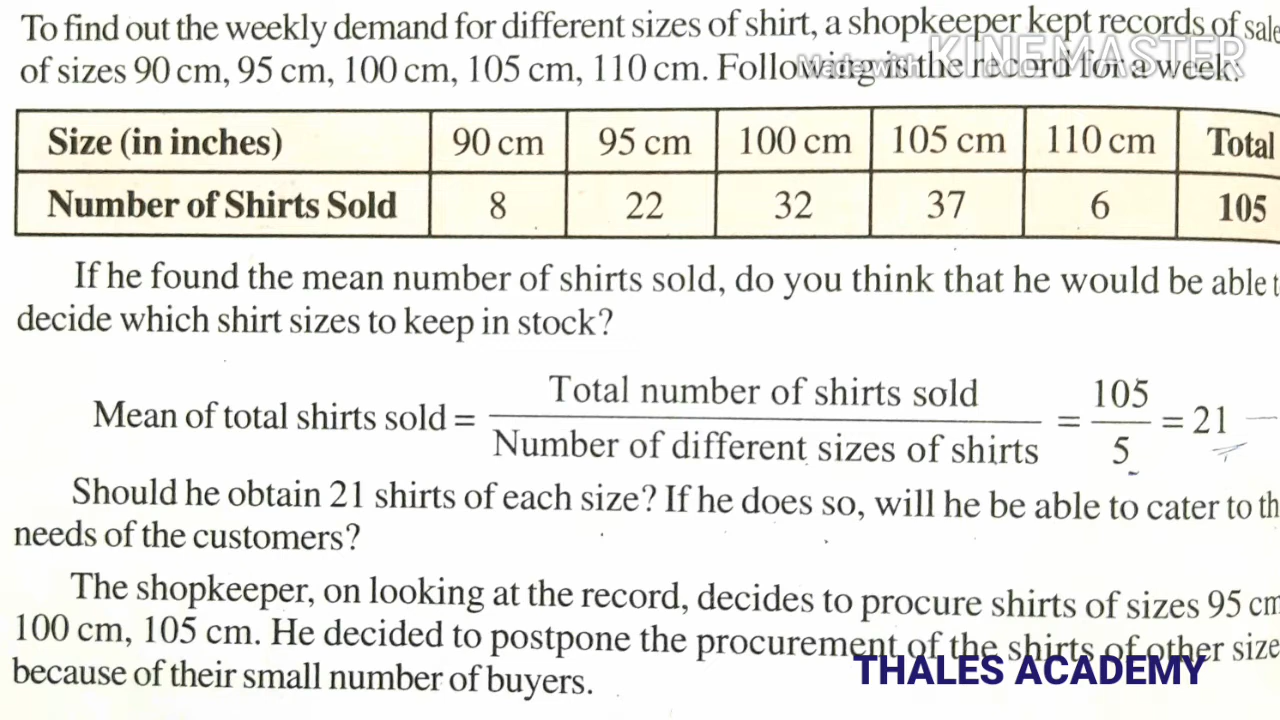 To find out the weekly demand for different sizes of shirt, a shopkeeper kept records of sale
of sizes 90 cm, 95 cm, 100 cm, 105 cm, 110 cm. Following is the record for a week.
Made with KINEMASTER
Size (in inches) 90 cm 95 cm 100 cm 105 cm 110 cm Total
Number of Shirts Sold 8 22 32 37 6 105
If he found the mean number of shirts sold, do you think that he would be able t
decide which shirt sizes to keep in stock?
Mean of total shirts sold = Total number of shirts sold / Number of different sizes of shirts = 105 / 5 = 21
Should he obtain 21 shirts of each size? If he does so, will he be able to cater to th
needs of the customers?
The shopkeeper, on looking at the record, decides to procure shirts of sizes 95 cm
100 cm, 105 cm. He decided to postpone the procurement of the shirts of other size
because of their small number of buyers.
THALES ACADEMY